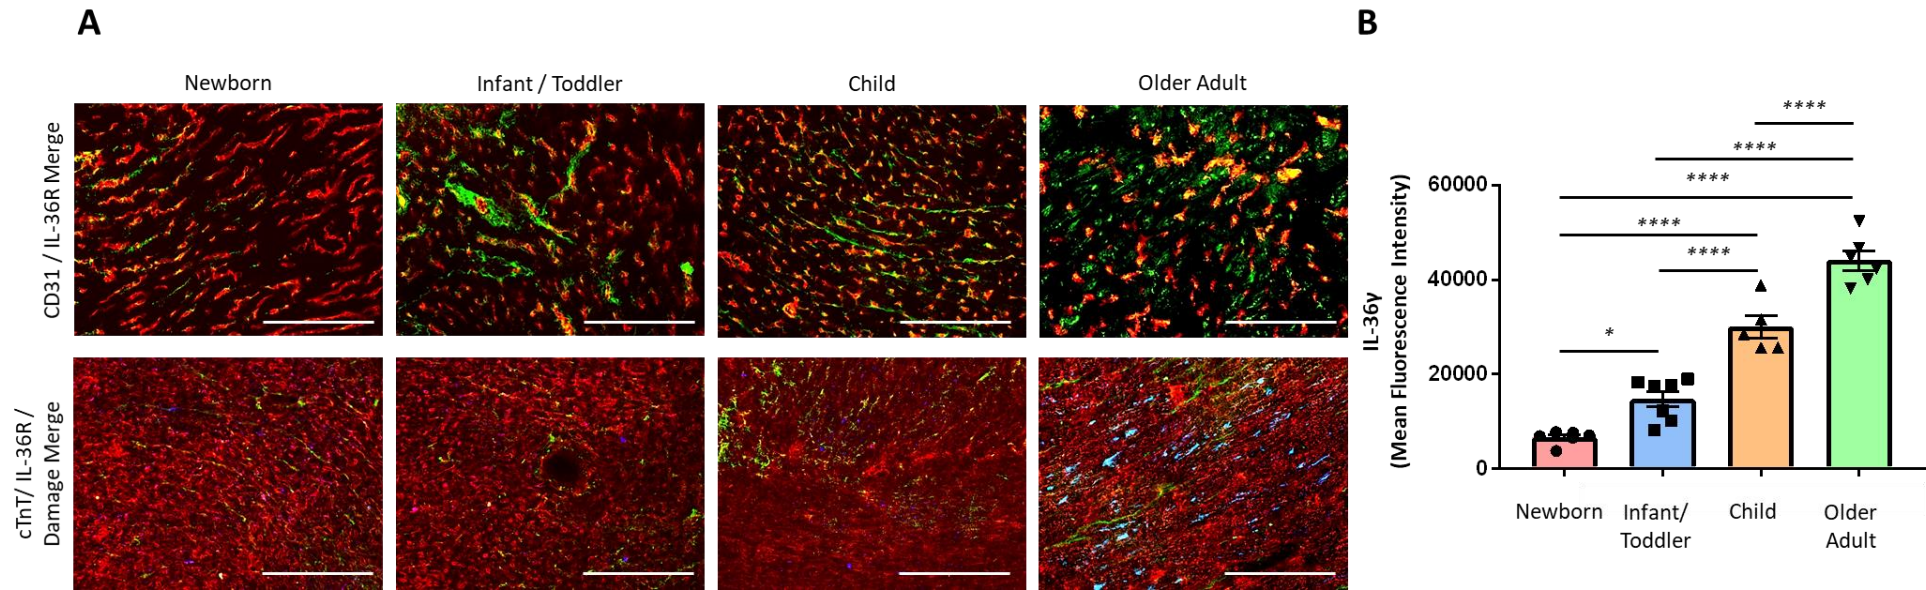 A
Newborn
Infant / Toddler
Child
Older Adult
CD31 / IL-36R Merge
cTnT/ IL-36R /
Damage Merge
B
****
****
****
****
****
*
IL-36γ
(Mean Fluorescence Intensity)
60000
40000
20000
0
Newborn
Infant/
Toddler
Child
Older
Adult